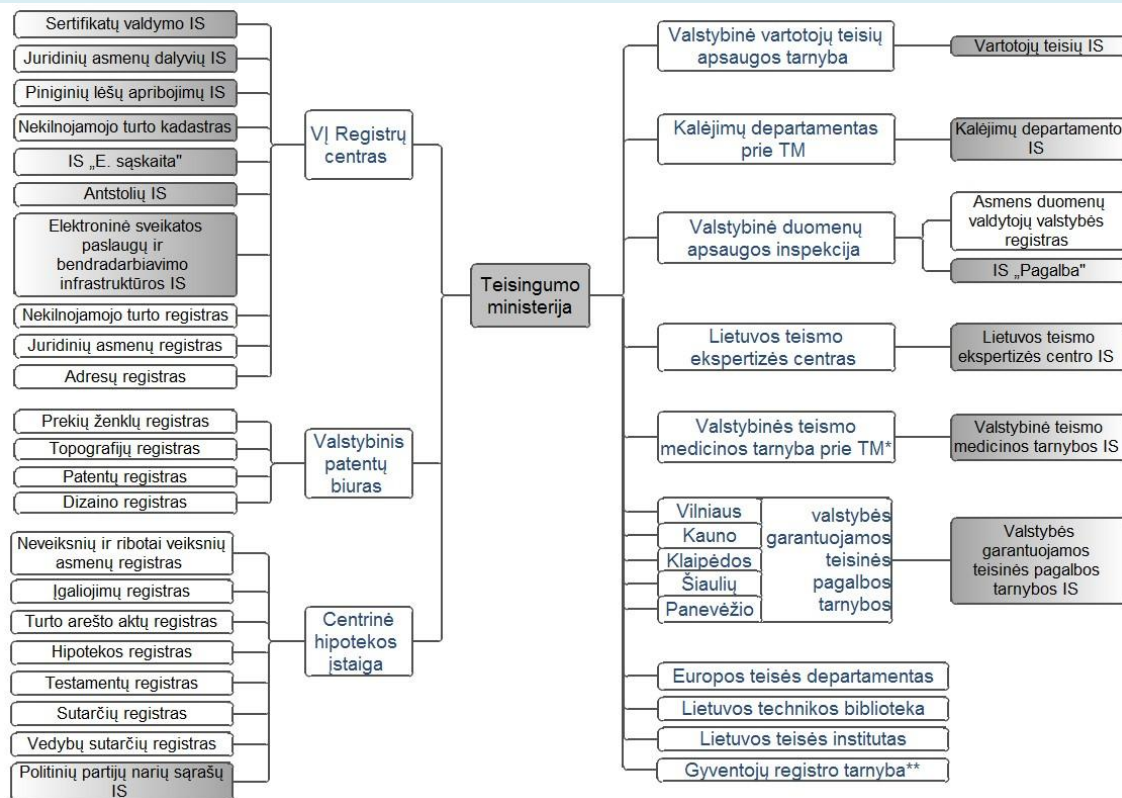 Sertifikatų valdymo IS
Juridinių asmenų dalyvių IS
Piniginių lėšų apribojimų IS
Nekilnojamojo turto kadastras
IS „E. sąskaita"
Antstolių IS
Elektroninė sveikatos
paslaugų ir
bendradarbiavimo
infrastruktūros IS
Nekilnojamojo turto registras
Juridinių asmenų registras
Adresų registras
VĮ Registrų
centras
Prekių ženklų registras
Topografijų registras
Patentų registras
Dizaino registras
Valstybinis
patentų
biuras
Neveiksnių ir ribotai veiksnių
asmenų registras
Įgaliojimų registras
Turto arešto aktų registras
Hipotekos registras
Testamentų registras
Sutarčių registras
Vedybų sutarčių registras
Politinių partijų narių sąrašų
IS
Centrinė
hipotekos
įstaiga
Teisingumo
ministerija
Valstybinė vartotojų teisių
apsaugos tarnyba
Vartotojų teisių IS
Kalėjimų departamentas
prie TM
Kalėjimų departamento
IS
Valstybinė duomenų
apsaugos inspekcija
Asmens duomenų
valdytojų valstybės
registras
IS „Pagalba"
Lietuvos teismo
ekspertizės centras
Lietuvos teismo
ekspertizės centro IS
Valstybinės teismo
medicinos tarnyba prie TM*
Valstybinė teismo
medicinos tarnybos IS
Vilniaus
Kauno
Klaipėdos
Šiaulių
Panevėžio
valstybės
garantuojamos
teisinės
pagalbos
tarnybos
Valstybės
garantuojamos
teisinės pagalbos
tarnybos IS
Europos teisės departamentas
Lietuvos technikos biblioteka
Lietuvos teisės institutas
Gyventojų registro tarnyba**